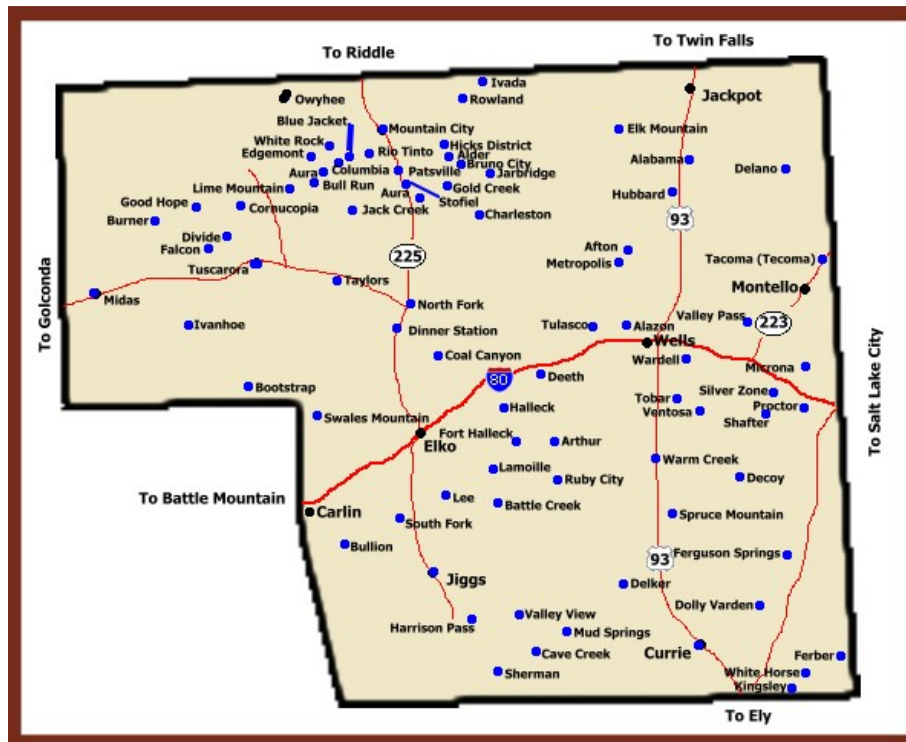 To Riddle
To Twin Falls
Ivada
Rowland
Owyhee
Jackpot
Blue Jacket
Mountain City
Elk Mountain
White Rock
Hicks District
Edgemont
Rio Tinto
Alder
Bruno City
Alabama
Delano
Aura
Columbia
Patsville
Jarbridge
Lime Mountain
Bull Run
Gold Creek
Aura
Stofiel
Hubbard
Good Hope
Cornucopia
Jack Creek
Charleston
Burner
93
Divide
Falcon
225
Afton
Metropolis
Tacoma (Tecoma)
Tuscarora
Taylors
Montello
Midas
North Fork
To Golconda
Ivanhoe
Dinner Station
Tulasco
Alazon
Valley Pass
223
Wells
Coal Canyon
Wardell
Microna
80
Deeth
Bootstrap
Silver Zone
Tobar
Halleck
Ventosa
Proctor
Shafter
Swales Mountain
To Salt Lake City
Fort Halleck
Arthur
Elko
Warm Creek
Lamoille
Ruby City
Decoy
To Battle Mountain
Lee
Battle Creek
Carlin
South Fork
Spruce Mountain
Bullion
93
Ferguson Springs
Jiggs
Delker
Dolly Varden
Harrison Pass
Valley View
Mud Springs
Currie
Cave Creek
Ferber
Sherman
White Horse
Kingsley
To Ely